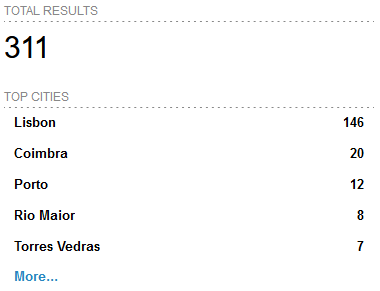 TOTAL RESULTS
311
TOP CITIES
Lisbon 146
Coimbra 20
Porto 12
Rio Maior 8
Torres Vedras 7
More...